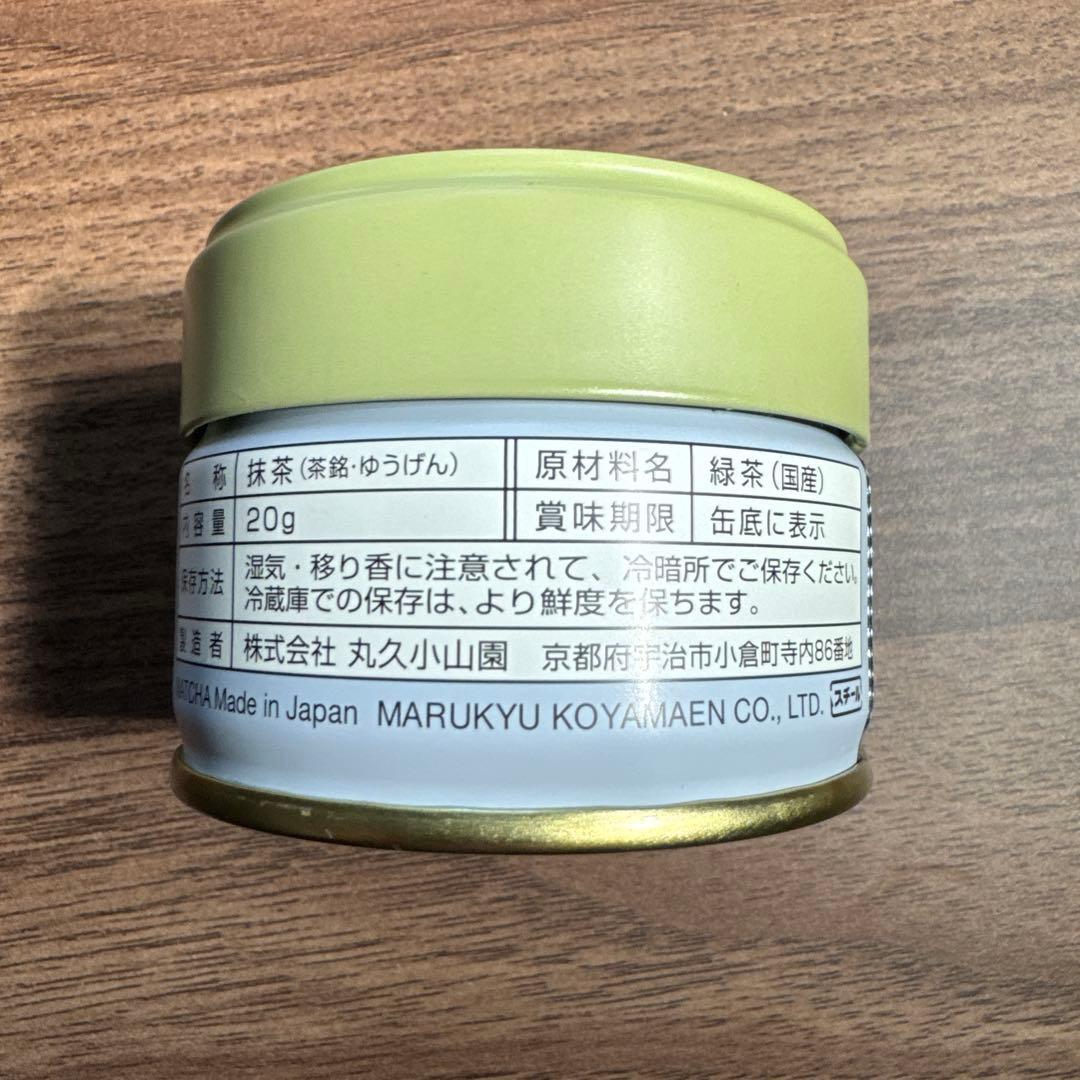 名称 抹茶(茶銘・ゆうげん) 原材料名 緑茶(国産)
内容量 20g 賞味期限 缶底に表示
保存方法 湿気・移り香に注意されて、冷暗所でご保存ください。
冷蔵庫での保存は、より鮮度を保ちます。
製造者 株式会社 丸久小山園 京都府宇治市小倉町寺内86番地
MATCHA Made in Japan MARUKYU KOYAMAEN CO., LTD. スチール